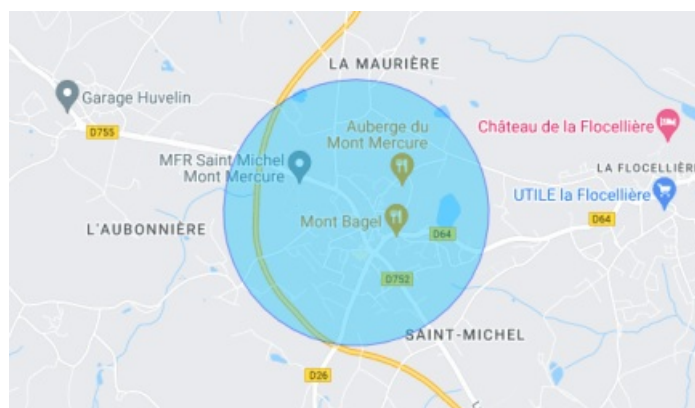 LA MAURIÈRE
Garage Huvelin
D755
Auberge du
Mont Mercure
Château de la Flocellière
MFR Saint Michel
Mont Mercure
LA FLOCELLIÈRE
UTILE la Flocellière
L'AUBONNIÈRE
Mont Bagel
D64
D64
D752
SAINT-MICHEL
D26